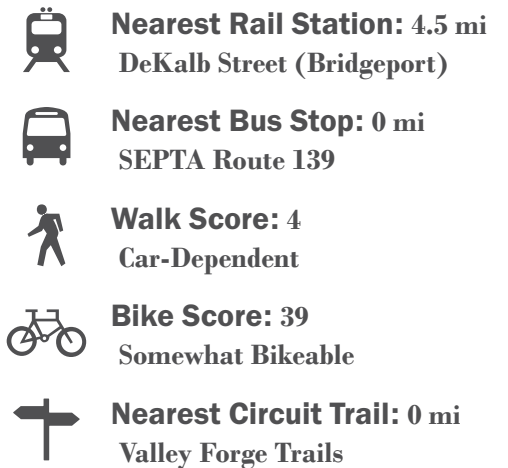 Nearest Rail Station: 4.5 mi
DeKalb Street (Bridgeport)
Nearest Bus Stop: 0 mi
SEPTA Route 139
Walk Score: 4
Car-Dependent
Bike Score: 39
Somewhat Bikeable
Nearest Circuit Trail: 0 mi
Valley Forge Trails